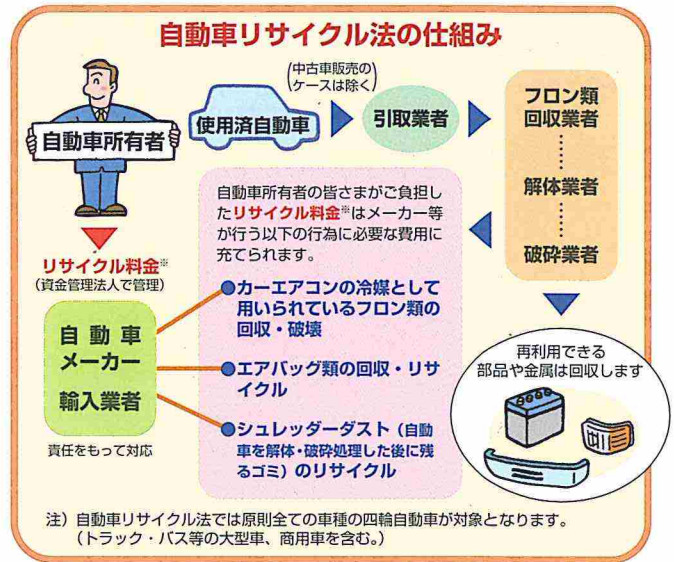 自動車リサイクル法の仕組み
自動車所有者
使用済自動車
(中古車販売の
ケースは除く)
引取業者
フロン類
回収業者
解体業者
破砕業者
リサイクル料金※
(資金管理法人で管理)
自動車
メーカー
輸入業者
責任をもって対応
自動車所有者の皆さまがご負担し
たリサイクル料金※はメーカー等
が行う以下の行為に必要な費用に
充てられます。
●カーエアコンの冷媒として
用いられているフロン類の
回収・破壊
●エアバッグ類の回収・リサ
イクル
●シュレッダーダスト(自動
車を解体・破砕処理した後に残
るゴミ)のリサイクル
再利用できる
部品や金属は回収します
注)自動車リサイクル法では原則全ての車種の四輪自動車が対象となります。
(トラック・バス等の大型車、商用車を含む。)